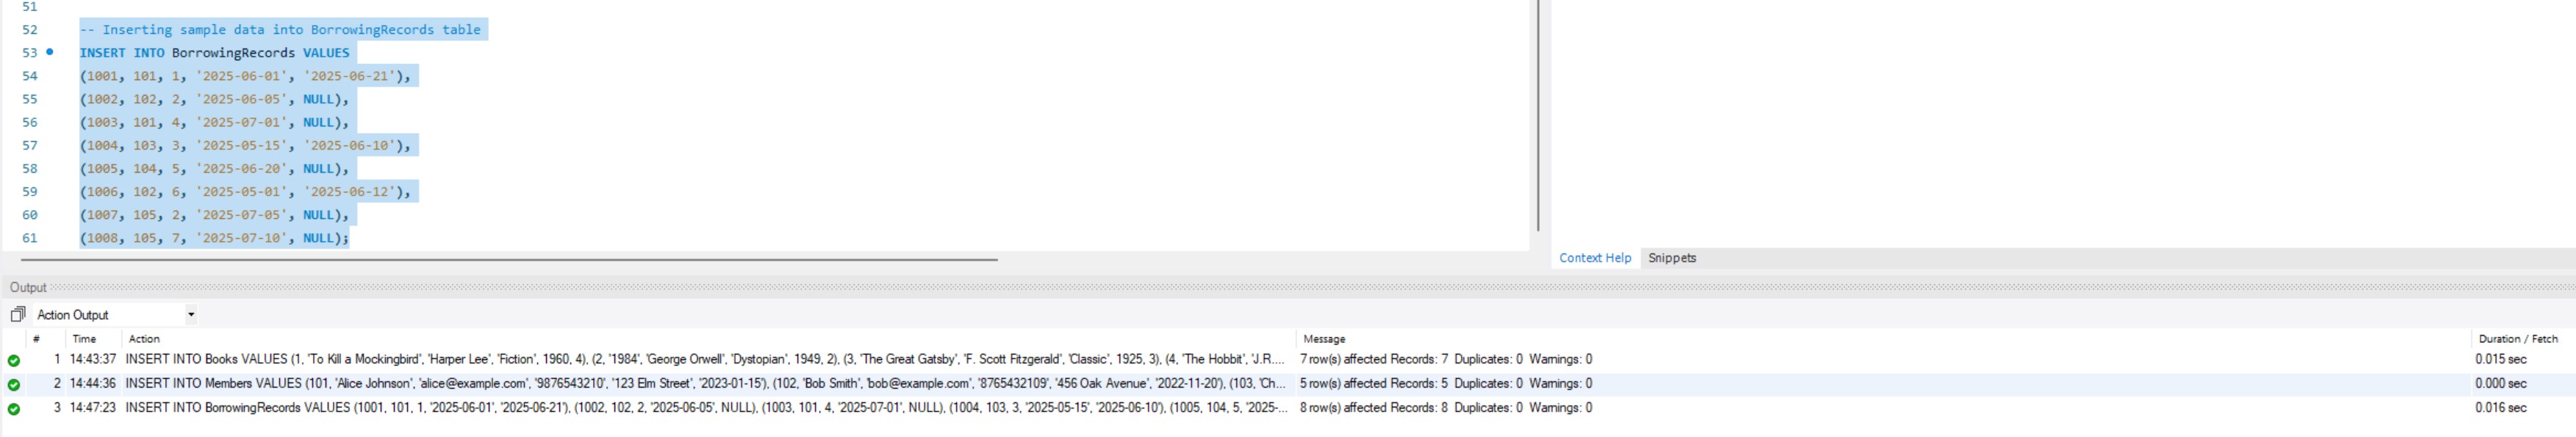 51
52 -- Inserting sample data into BorrowingRecords table
53 INSERT INTO BorrowingRecords VALUES
54 (1001, 101, 1, '2025-06-01', '2025-06-21'),
55 (1002, 102, 2, '2025-06-05', NULL),
56 (1003, 101, 4, '2025-07-01', NULL),
57 (1004, 103, 3, '2025-05-15', '2025-06-10'),
58 (1005, 104, 5, '2025-06-20', NULL),
59 (1006, 102, 6, '2025-05-01', '2025-06-12'),
60 (1007, 105, 2, '2025-07-05', NULL),
61 (1008, 105, 7, '2025-07-10', NULL);
Context Help Snippets
Output
Action Output
# Time Action Message Duration / Fetch
1 14:43:37 INSERT INTO Books VALUES (1, 'To Kill a Mockingbird', 'Harper Lee', 'Fiction', 1960, 4), (2, '1984', 'George Orwell', 'Dystopian', 1949, 2), (3, 'The Great Gatsby', 'F. Scott Fitzgerald', 'Classic', 1925, 3), (4, 'The Hobbit', 'J.R.... 7 row(s) affected Records: 7 Duplicates: 0 Warnings: 0 0.015 sec
2 14:44:36 INSERT INTO Members VALUES (101, 'Alice Johnson', 'alice@example.com', '9876543210', '123 Elm Street', '2023-01-15'), (102, 'Bob Smith', 'bob@example.com', '8765432109', '456 Oak Avenue', '2022-11-20'), (103, 'Ch... 5 row(s) affected Records: 5 Duplicates: 0 Warnings: 0 0.000 sec
3 14:47:23 INSERT INTO BorrowingRecords VALUES (1001, 101, 1, '2025-06-01', '2025-06-21'), (1002, 102, 2, '2025-06-05', NULL), (1003, 101, 4, '2025-07-01', NULL), (1004, 103, 3, '2025-05-15', '2025-06-10'), (1005, 104, 5, '2025-... 8 row(s) affected Records: 8 Duplicates: 0 Warnings: 0 0.016 sec